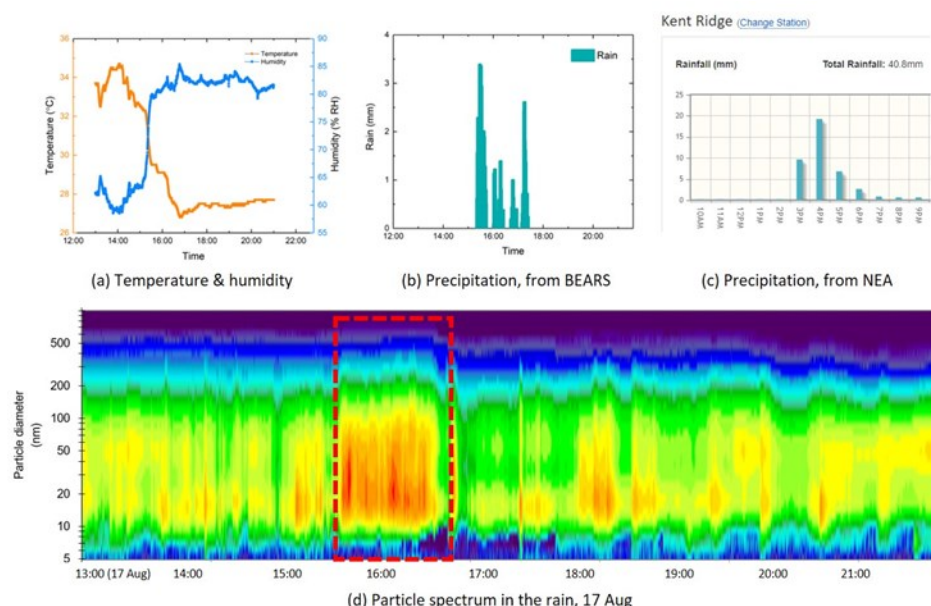 36
34
32
30
28
26
Temperature (°C)
Temperature
Humidity
90
85
80
75
70
65
60
55
Humidity (% RH)
12:00 14:00 16:00 18:00 20:00 22:00
Time
(a) Temperature & humidity
4
3
2
1
0
Rain (mm)
Rain
12:00 16:00 20:00
Time
(b) Precipitation, from BEARS
Kent Ridge (Change Station)
Rainfall (mm) Total Rainfall: 40.8mm
25
20
15
10
5
0
10AM 11AM 12PM 1PM 2PM 3PM 4PM 5PM 6PM 7PM 8PM 9PM
(c) Precipitation, from NEA
Particle diameter
(nm)
500
200
100
50
20
10
5
13:00 (17 Aug) 14:00 15:00 16:00 17:00 18:00 19:00 20:00 21:00
(d) Particle spectrum in the rain, 17 Aug